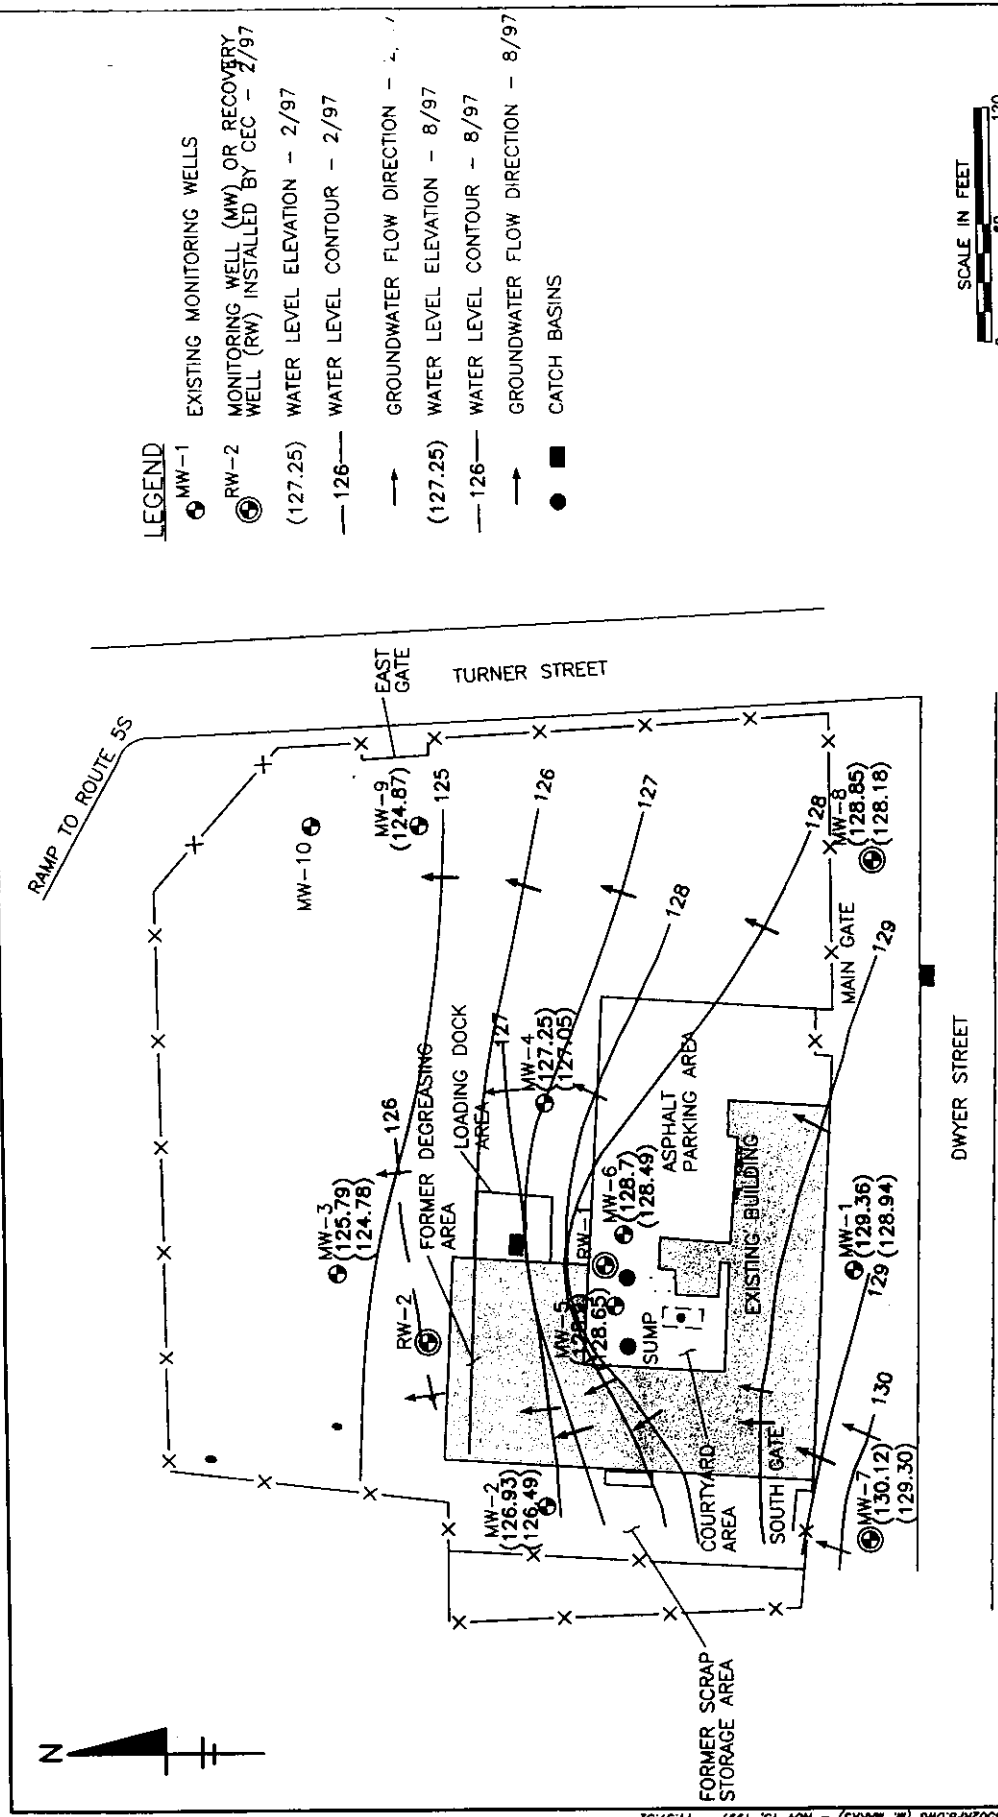 N
RAMP TO ROUTE 5S
MW-10
MW-9
(124.87)
EAST
GATE
TURNER STREET
125
126
127
128
128
129
MW-8
(128.85)
(128.18)
MAIN GATE
DWYER STREET
MW-3
(125.79)
(124.78)
126
RW-2
FORMER DEGREASING
AREA
LOADING DOCK
AREA
127
MW-4
(127.25)
(127.05)
MW-2
(126.93)
(126.49)
MW-5
(128.65)
RW-1
MW-6
(128.7)
(128.49)
ASPHALT
PARKING AREA
SUMP
EXISTING BUILDING
COURTYARD
AREA
SOUTH GATE
MW-1
(129.36)
(128.94)
129
130
MW-7
(130.12)
(129.30)
FORMER SCRAP
STORAGE AREA
LEGEND
MW-1
EXISTING MONITORING WELLS
RW-2
MONITORING WELL (MW) OR RECOVERY
WELL (RW) INSTALLED BY CEC - 2/97
(127.25) WATER LEVEL ELEVATION - 2/97
126 WATER LEVEL CONTOUR - 2/97
GROUNDWATER FLOW DIRECTION -
(127.25) WATER LEVEL ELEVATION - 8/97
126 WATER LEVEL CONTOUR - 8/97
GROUNDWATER FLOW DIRECTION - 8/97
CATCH BASINS
SCALE IN FEET